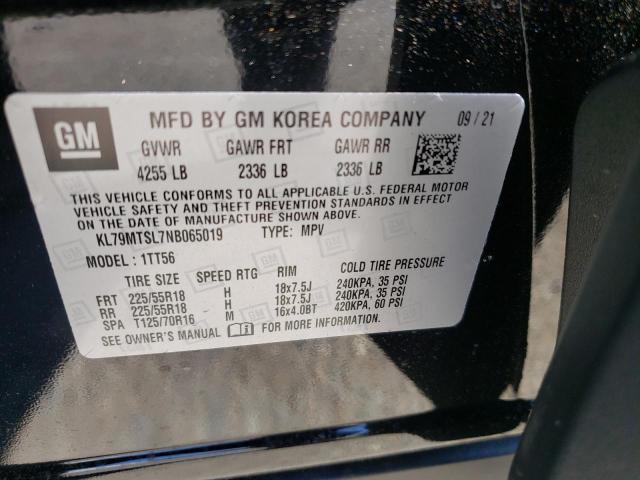 GM
MFD BY GM KOREA COMPANY 09/21
GVWR GAWR FRT GAWR RR
4255 LB 2336 LB 2336 LB
THIS VEHICLE CONFORMS TO ALL APPLICABLE U.S. FEDERAL MOTOR
VEHICLE SAFETY AND THEFT PREVENTION STANDARDS IN EFFECT
ON THE DATE OF MANUFACTURE SHOWN ABOVE.
KL79MTSL7NB065019 TYPE: MPV
MODEL: 1TT56
TIRE SIZE SPEED RTG RIM COLD TIRE PRESSURE
FRT 225/55R18 H 18x7.5J 240KPA, 35 PSI
RR 225/55R18 H 18x7.5J 240KPA, 35 PSI
SPA T125/70R16 M 16x4.0BT 420KPA, 60 PSI
SEE OWNER'S MANUAL FOR MORE INFORMATION